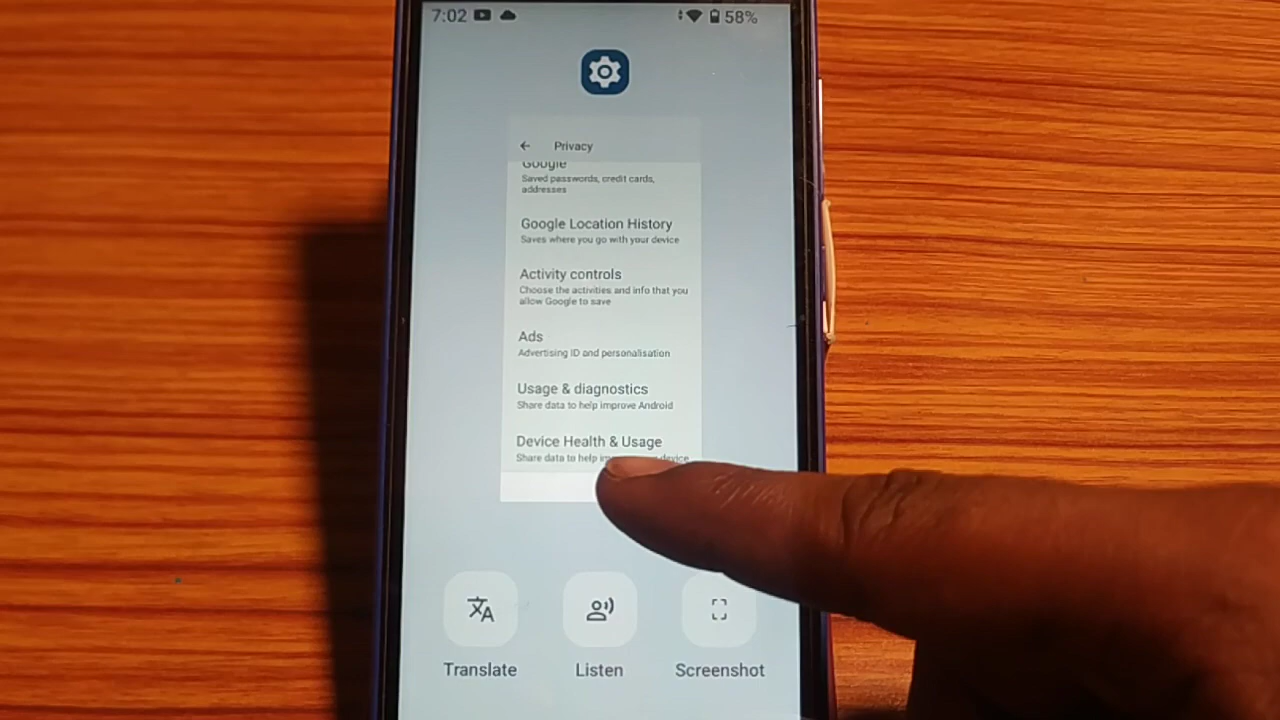 7:02 58%
Privacy
Google
Saved passwords, credit cards,
addresses
Google Location History
Saves where you go with your device
Activity controls
Choose the activities and info that you
allow Google to save
Ads
Advertising ID and personalisation
Usage & diagnostics
Share data to help improve Android
Device Health & Usage
Share data to help device
Translate Listen Screenshot